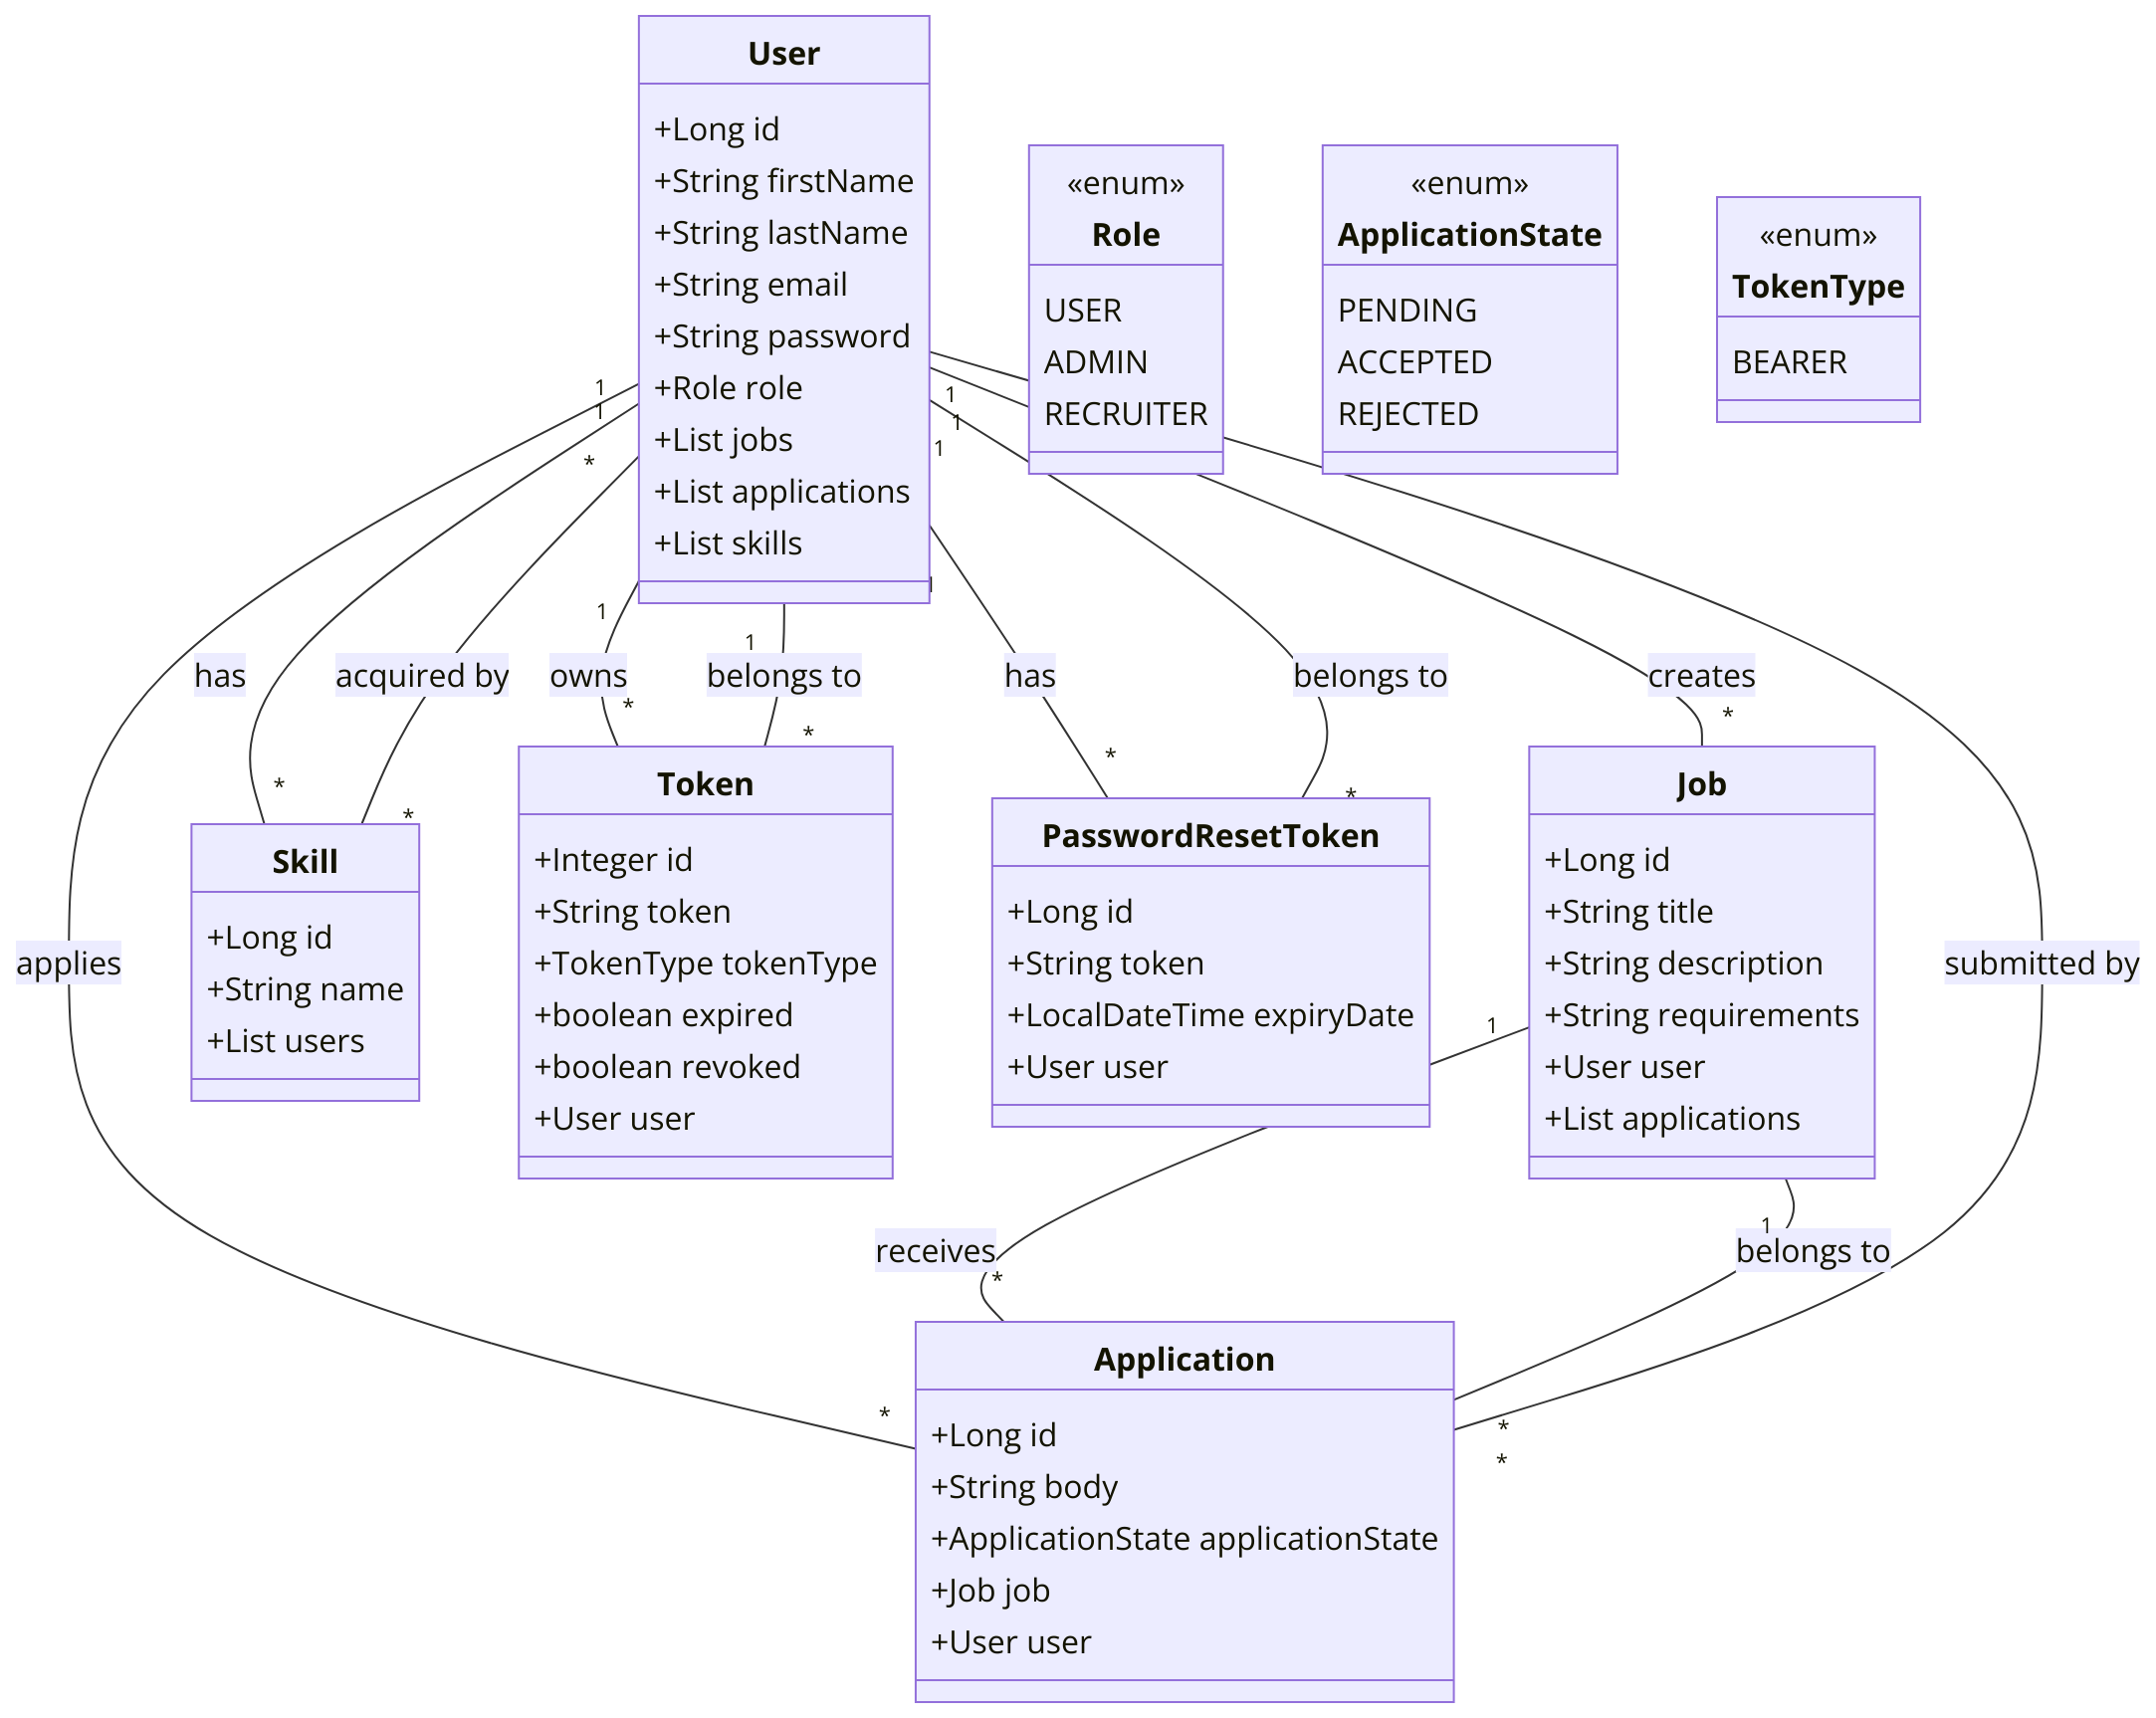 User
+Long id
+String firstName
+String lastName
+String email
+String password
+Role role
+List jobs
+List applications
+List skills
«enum»
Role
USER
ADMIN
RECRUITER
«enum»
ApplicationState
PENDING
ACCEPTED
REJECTED
«enum»
TokenType
BEARER
1
1
*
1
1
1
1
1
has
acquired by
owns
belongs to
has
belongs to
creates
*
*
*
*
*
*
*
Skill
+Long id
+String name
+List users
Token
+Integer id
+String token
+TokenType tokenType
+boolean expired
+boolean revoked
+User user
PasswordResetToken
+Long id
+String token
+LocalDateTime expiryDate
+User user
Job
+Long id
+String title
+String description
+String requirements
+User user
+List applications
applies
submitted by
1
1
receives
belongs to
*
*
*
*
Application
+Long id
+String body
+ApplicationState applicationState
+Job job
+User user